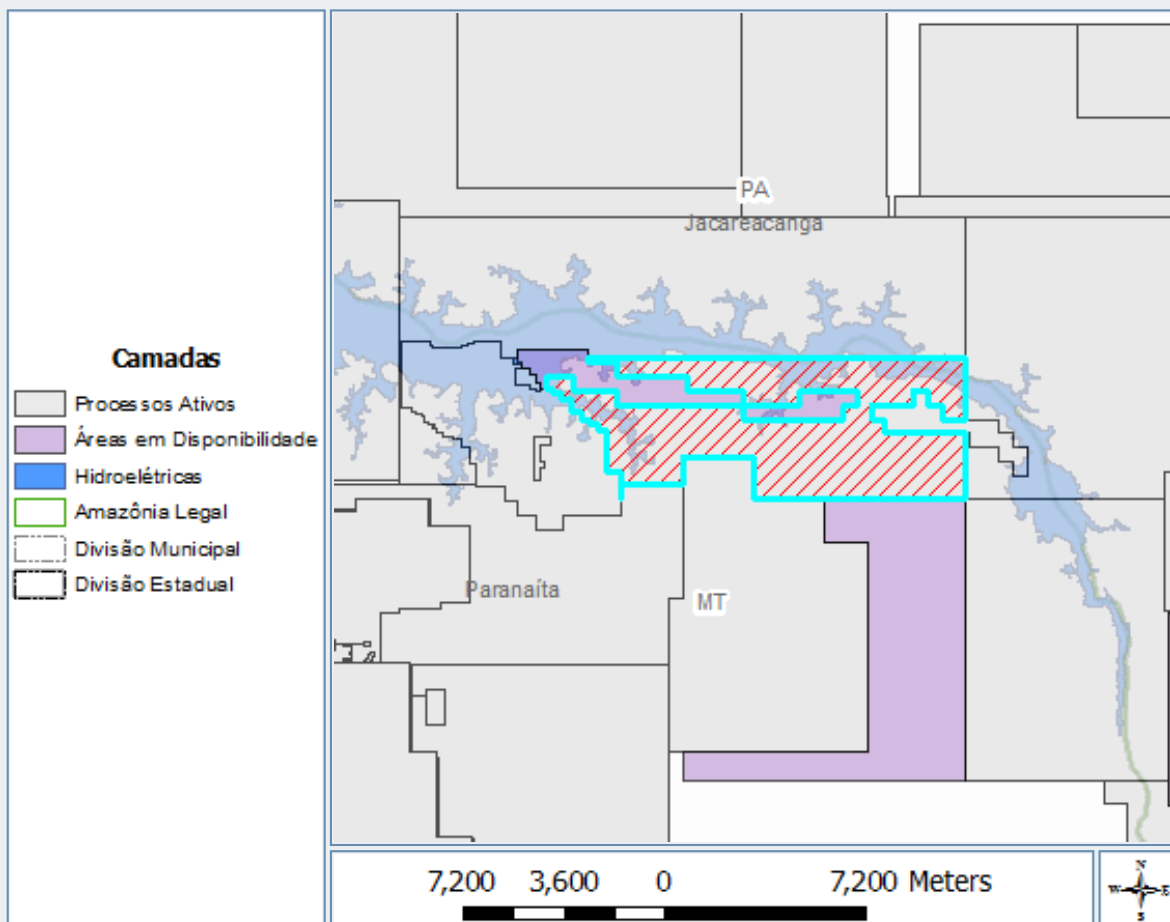 Camadas
Processos Ativos
Áreas em Disponibilidade
Hidroelétricas
Amazônia Legal
Divisão Municipal
Divisão Estadual
PA
Jacareacanga
Paranaíta
MT
7,200 3,600 0 7,200 Meters
N
W E
S